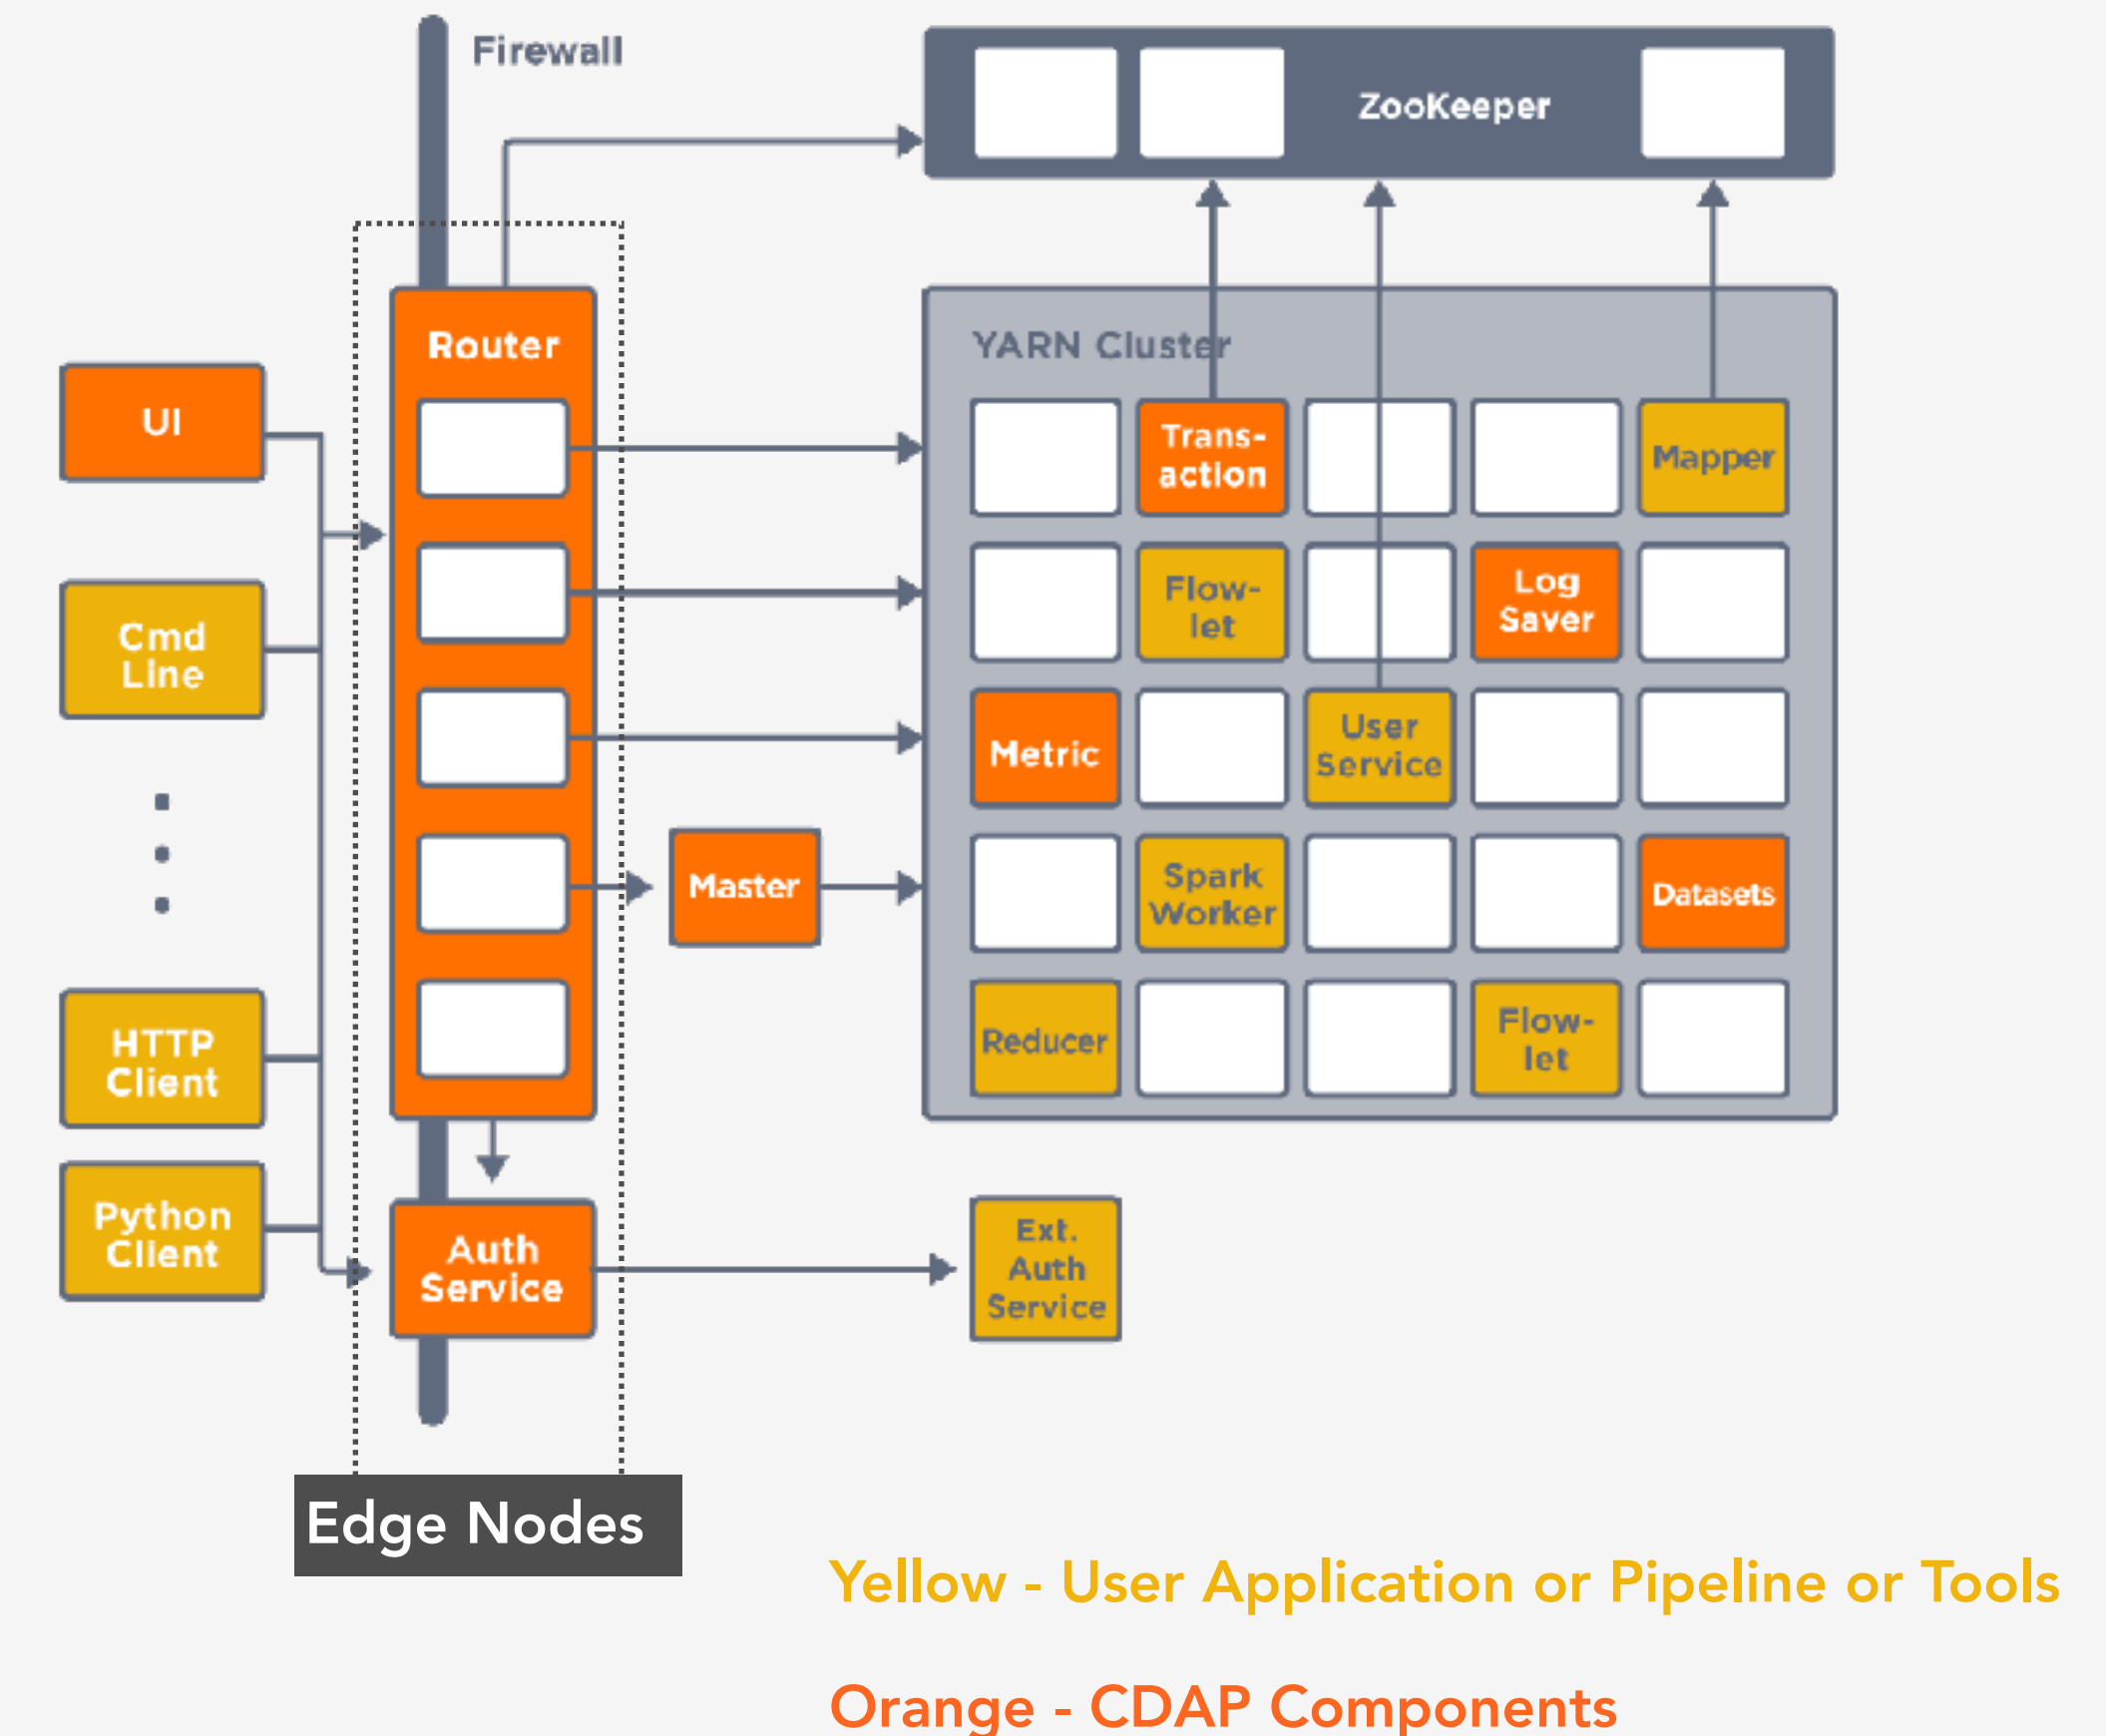 Firewall
ZooKeeper
Router
YARN Cluster
UI
Trans-
action
Mapper
Cmd
Line
Flow-
let
Log
Saver
Metric
User
Service
Master
Spark
Worker
Datasets
HTTP
Client
Reducer
Flow-
let
Python
Client
Auth
Service
Ext.
Auth
Service
Edge Nodes
Yellow - User Application or Pipeline or Tools
Orange - CDAP Components